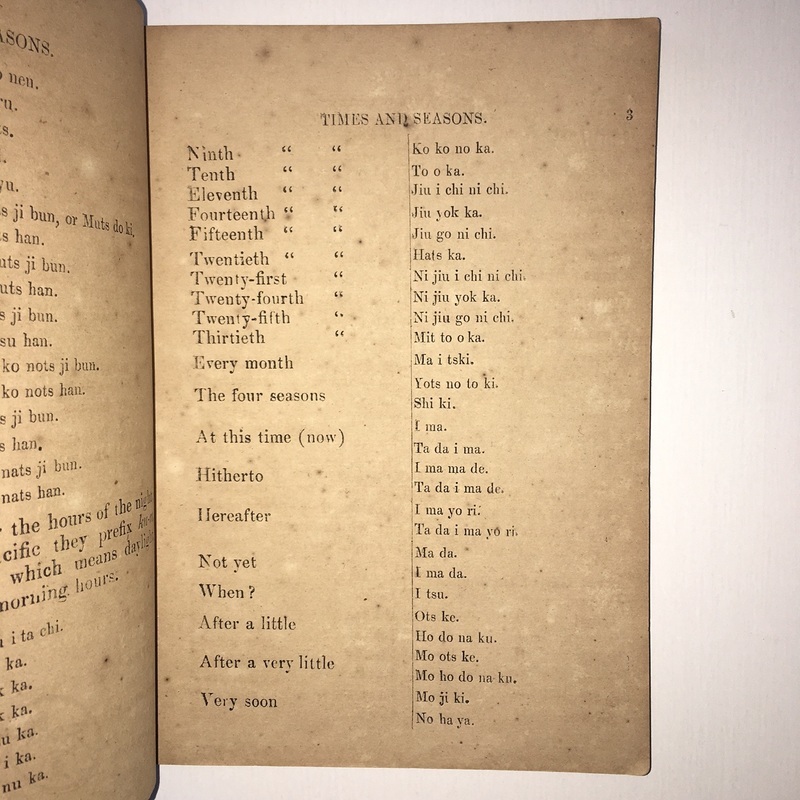 ASONS.
nen.
ru.
s.
yu.
s ji bun, or Muts do ki.
s han.
uts ji bun.
uts han.
s ji bun.
su han.
ko nots ji bun.
ko nots han.
s ji bun.
s han.
nats ji bun.
nats han.
the hours of the night
cific they prefix
which means daylight
morning hours.
i ta chi.
ka.
ka.
ka.
u ka.
i ka.
nu ka.
TIMES AND SEASONS. 3
Ninth “ “ Ko ko no ka.
Tenth “ “ To o ka.
Eleventh “ “ Jiu i chi ni chi.
Fourteenth “ “ Jiu yok ka.
Fifteenth “ “ Jiu go ni chi.
Twentieth “ “ Hats ka.
Twenty-first “ Ni jiu i chi ni chi.
Twenty-fourth “ Ni jiu yok ka.
Twenty-fifth “ Ni jiu go ni chi.
Thirtieth “ Mit to o ka.
Every month Ma i tski.
The four seasons Yots no to ki.
Shi ki.
At this time (now) I ma.
Ta da i ma.
Hitherto I ma ma de.
Ta da i ma de.
Hereafter I ma yo ri.
Ta da i ma yo ri.
Not yet Ma da.
I ma da.
When? I tsu.
After a little Ots ke.
Ho do na ku.
After a very little Mo ots ke.
Mo ho do na ku.
Very soon Mo ji ki.
No ha ya.